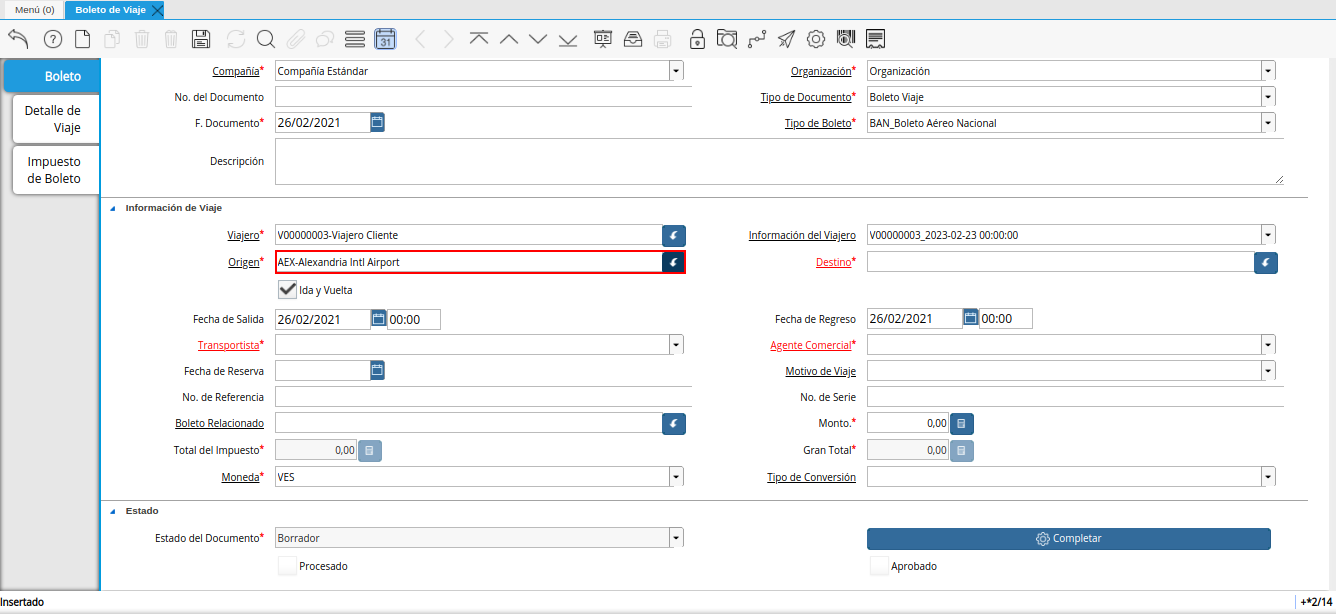 Menú (0)
Boleto de Viaje
31
Boleto
Detalle de
Viaje
Impuesto
de Boleto
Compañía* Compañía Estándar
Organización* Organización
No. del Documento
Tipo de Documento* Boleto Viaje
F. Documento* 26/02/2021
Tipo de Boleto* BAN_Boleto Aéreo Nacional
Descripción
Información de Viaje
Viajero* V00000003-Viajero Cliente
Información del Viajero V00000003_2023-02-23 00:00:00
Origen* AEX-Alexandria Intl Airport
Destino*
Ida y Vuelta
Fecha de Salida 26/02/2021 00:00
Fecha de Regreso 26/02/2021 00:00
Transportista*
Agente Comercial*
Fecha de Reserva
Motivo de Viaje
No. de Referencia
No. de Serie
Boleto Relacionado
Monto.* 0,00
Total del Impuesto* 0,00
Gran Total* 0,00
Moneda* VES
Tipo de Conversión
Estado
Estado del Documento* Borrador
Completar
Procesado
Aprobado
Insertado
+*2/14